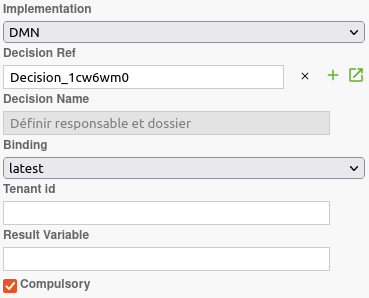 Implementation
DMN
Decision Ref
Decision_1cw6wm0
Decision Name
Définir responsable et dossier
Binding
latest
Tenant id
Result Variable
Compulsory